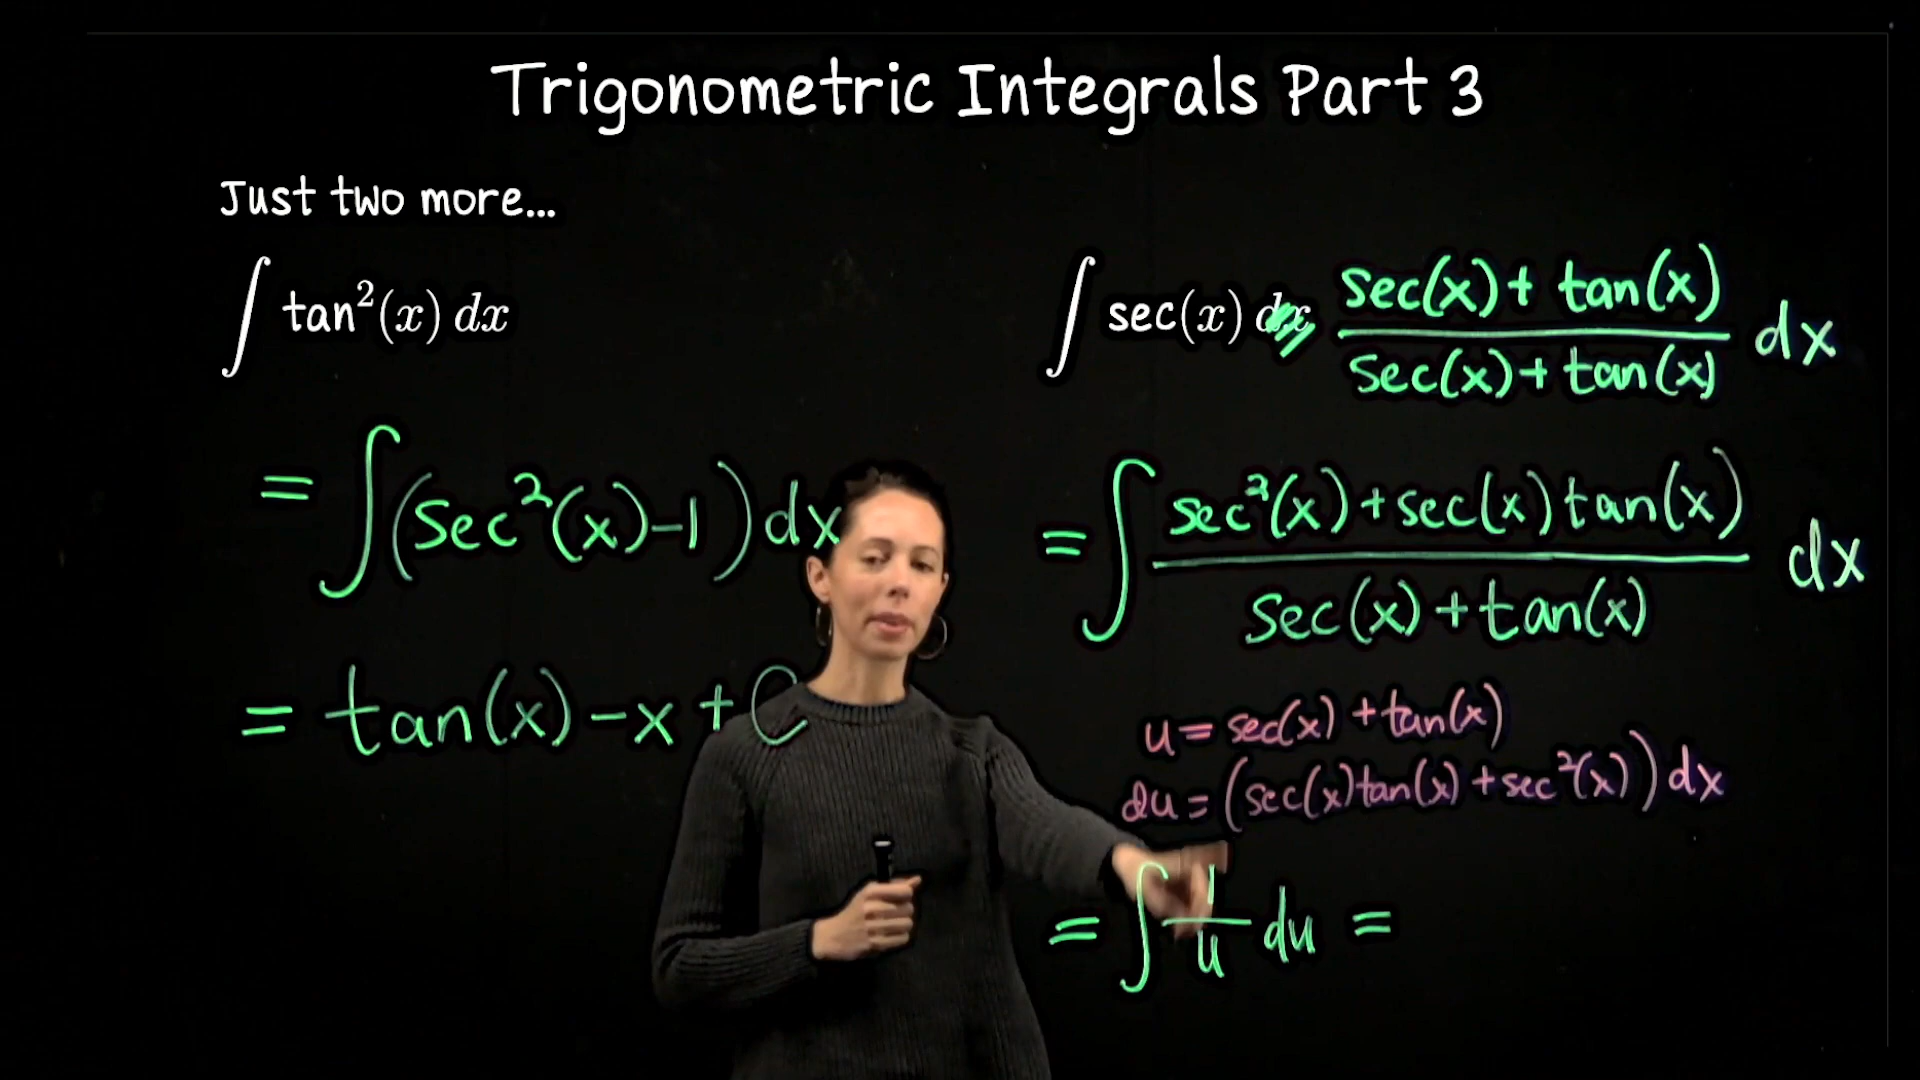 Trigonometric Integrals Part 3
Just two more...
∫ tan²(x) dx
= ∫(sec²(x)-1)dx
= tan(x) - x + C
∫ sec(x) dx (sec(x)+tan(x))/(sec(x)+tan(x)) dx
= ∫ (sec²(x)+sec(x)tan(x))/(sec(x)+tan(x)) dx
u = sec(x)+tan(x)
du = (sec(x)tan(x)+sec²(x))dx
= ∫ 1/u du =